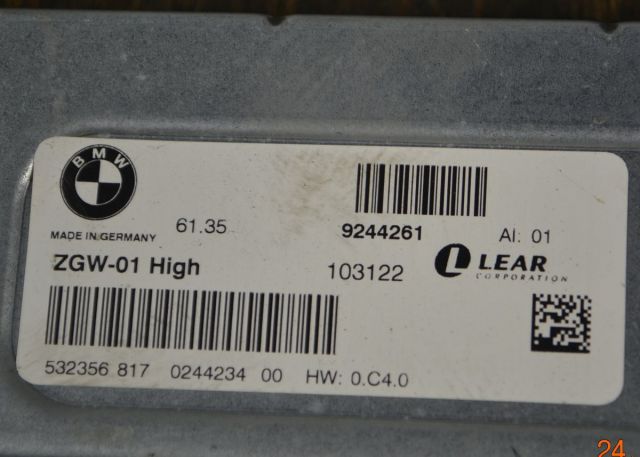 BMW
MADE IN GERMANY
61.35
9244261
AI: 01
ZGW-01 High
103122
LEAR
CORPORATION
532356 817 0244234 00 HW: 0.C4.0
24